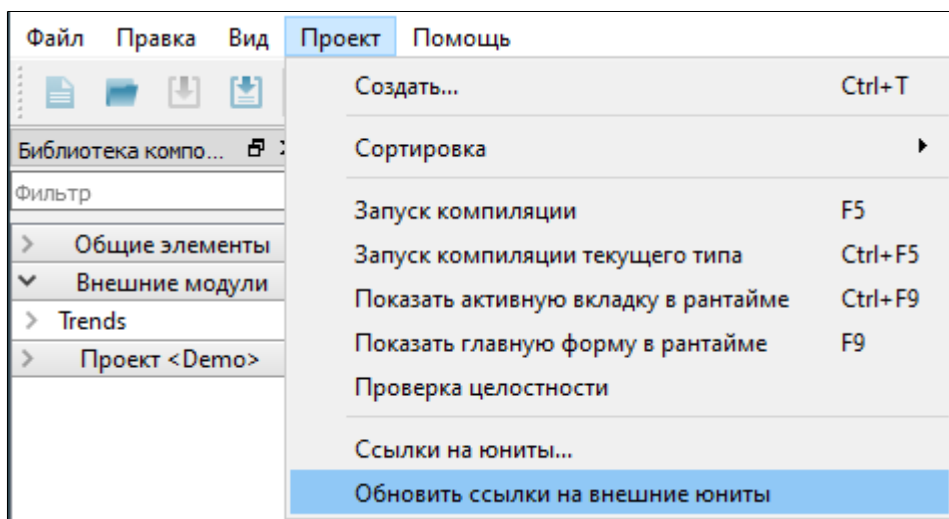 Файл Правка Вид Проект Помощь
Создать... Ctrl+T
Библиотека компо...
Сортировка
Фильтр
Запуск компиляции F5
Общие элементы
Запуск компиляции текущего типа Ctrl+F5
Внешние модули
Показать активную вкладку в рантайме Ctrl+F9
Trends
Показать главную форму в рантайме F9
Проект <Demo>
Проверка целостности
Ссылки на юниты...
Обновить ссылки на внешние юниты